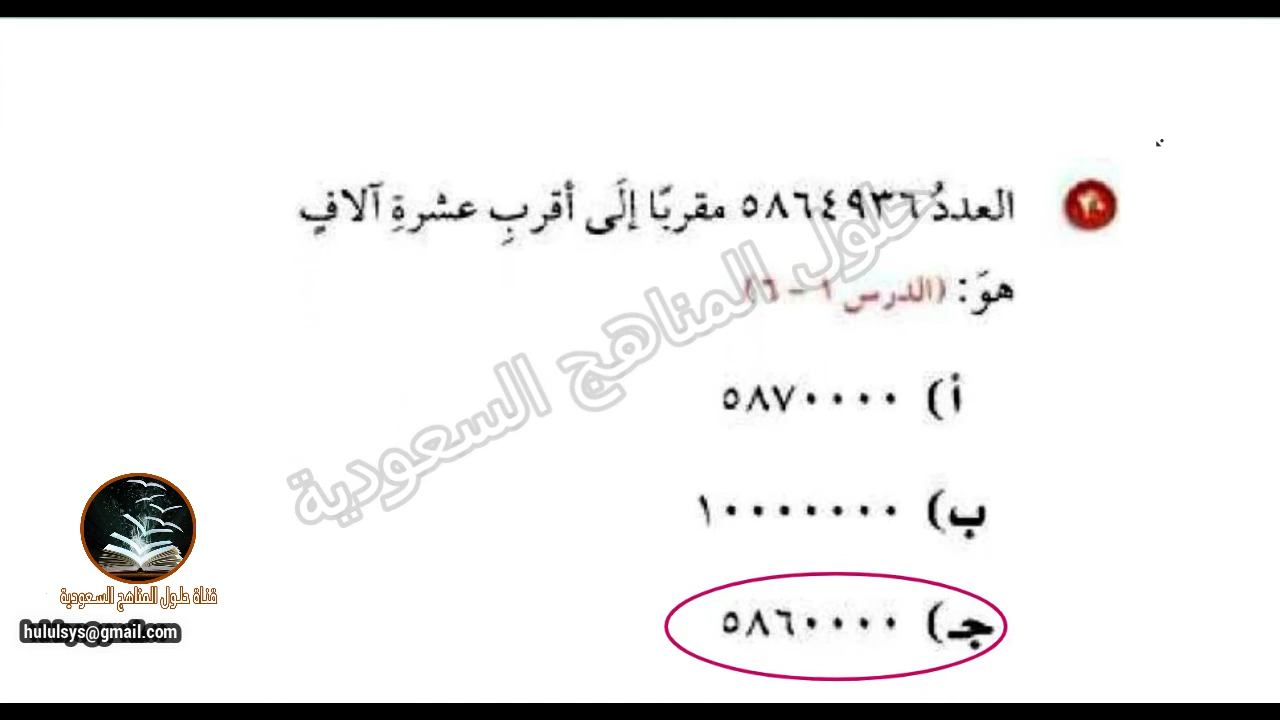 ٢٠ العددُ ٥٨٦٤٩٣٦ مقربًا إلَى أقربِ عشرةِ آلافٍ
هوَ: (الدرس ١ - ٦)
أ) ٥٨٧٠٠٠٠
ب) ١٠٠٠٠٠٠٠
جـ) ٥٨٦٠٠٠٠
حلول المناهج السعودية
قناة حلول المناهج السعودية
hululsys@gmail.com